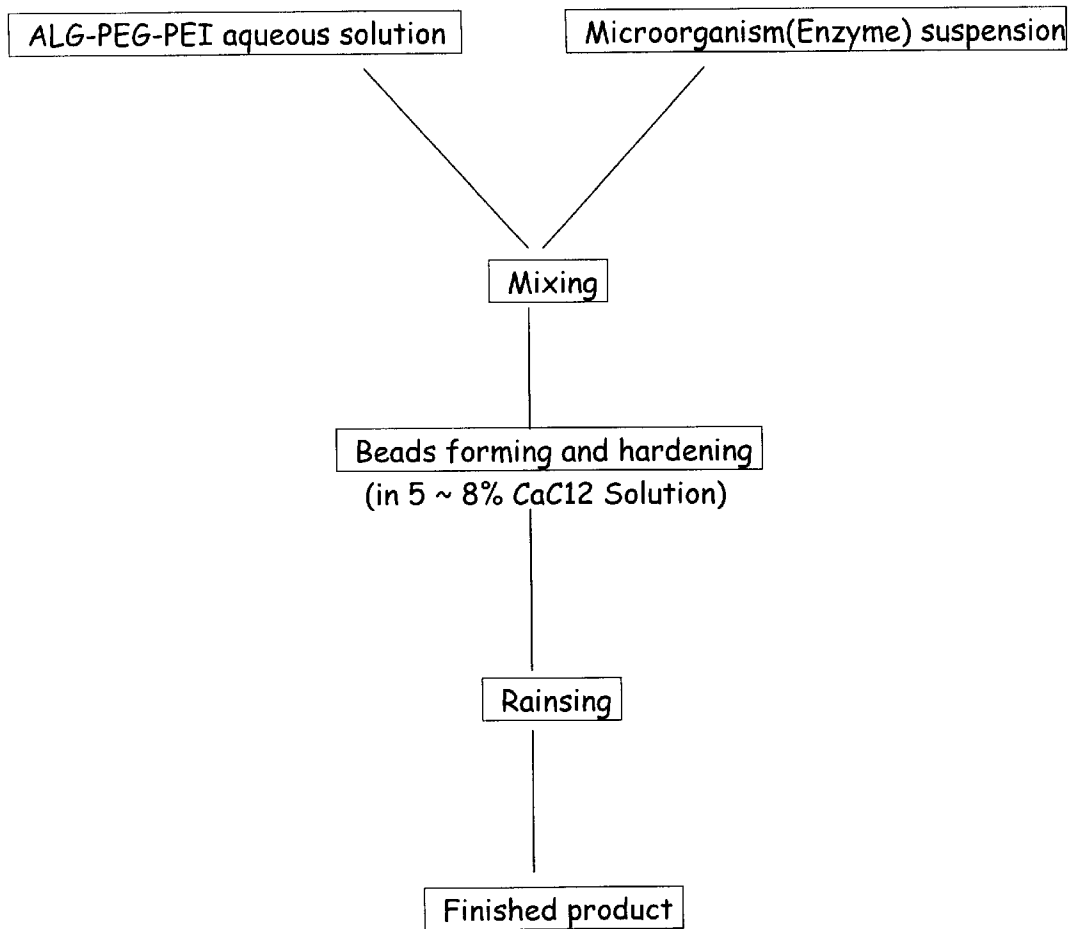 ALG-PEG-PEI aqueous solution
Microorganism(Enzyme) suspension
Mixing
Beads forming and hardening
(in 5 ~ 8% CaC12 Solution)
Rainsing
Finished product